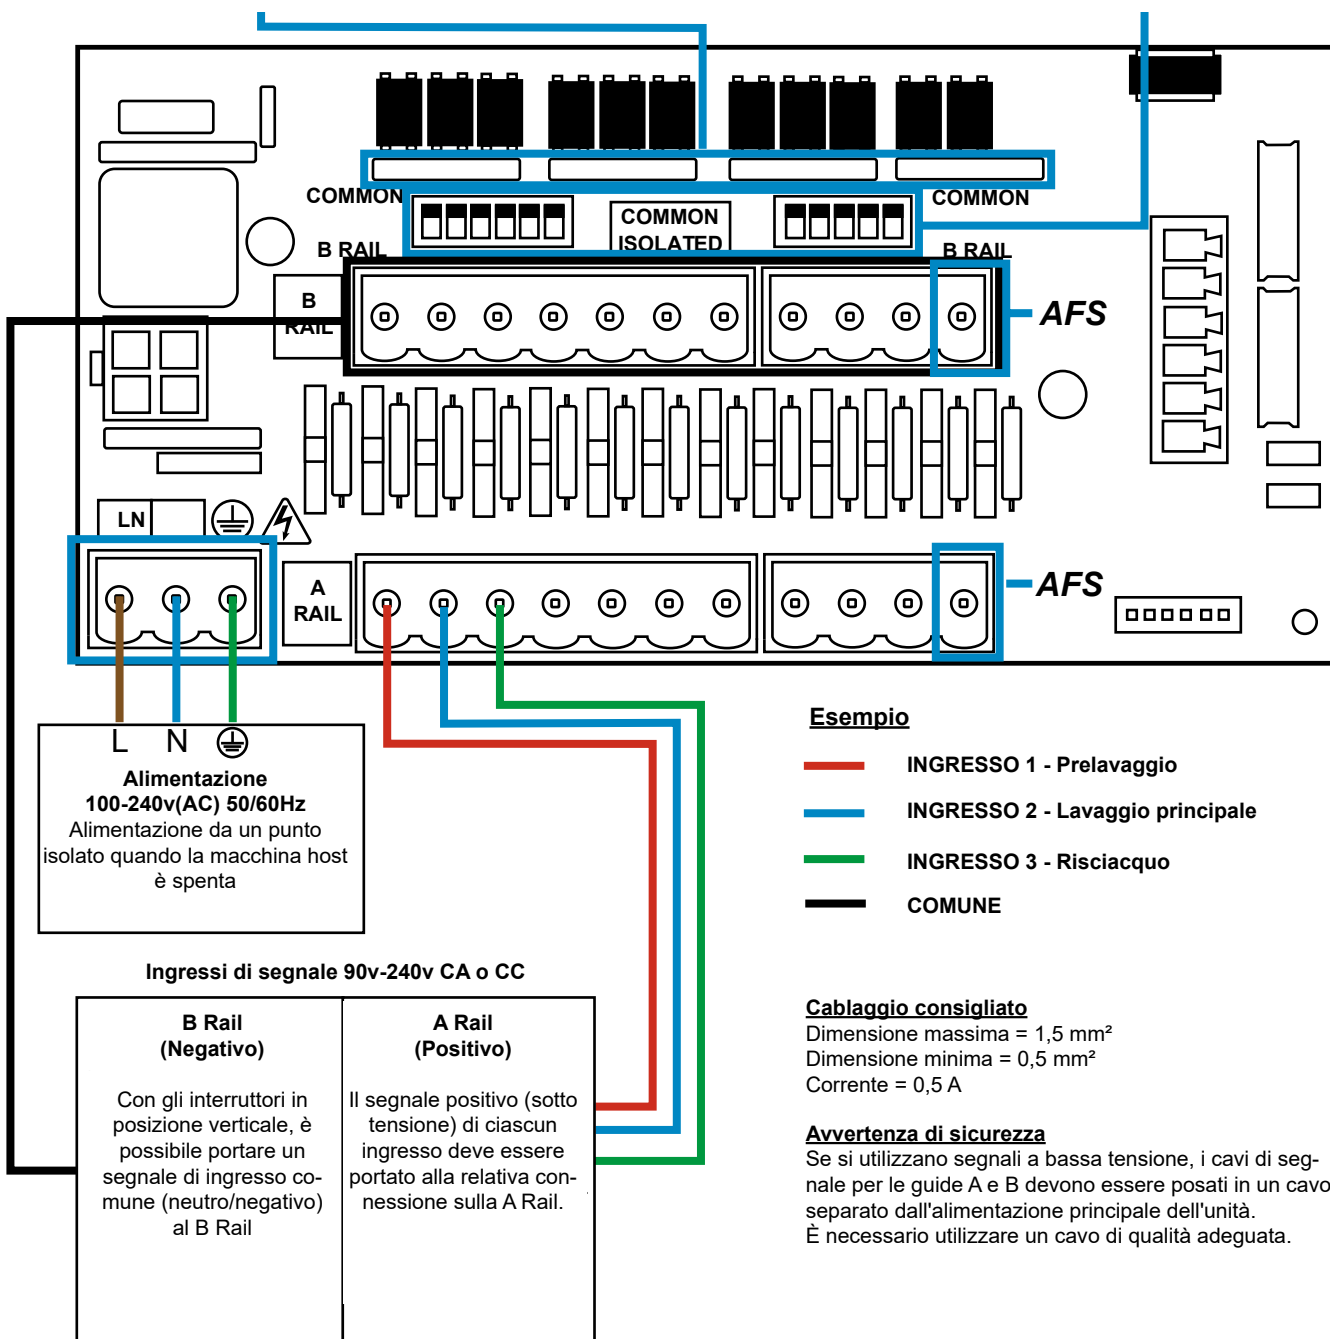 COMMON
COMMON
COMMON
ISOLATED
B RAIL
B RAIL
B
RAIL
AFS
LN
A
RAIL
AFS
L N
Alimentazione
100-240v(AC) 50/60Hz
Alimentazione da un punto
isolato quando la macchina host
è spenta
Esempio
INGRESSO 1 - Prelavaggio
INGRESSO 2 - Lavaggio principale
INGRESSO 3 - Risciacquo
COMUNE
Ingressi di segnale 90v-240v CA o CC
B Rail
(Negativo)
Con gli interruttori in
posizione verticale, è
possibile portare un
segnale di ingresso co-
mune (neutro/negativo)
al B Rail
A Rail
(Positivo)
Il segnale positivo (sotto
tensione) di ciascun
ingresso deve essere
portato alla relativa con-
nessione sulla A Rail.
Cablaggio consigliato
Dimensione massima = 1,5 mm²
Dimensione minima = 0,5 mm²
Corrente = 0,5 A
Avvertenza di sicurezza
Se si utilizzano segnali a bassa tensione, i cavi di seg-
nale per le guide A e B devono essere posati in un cavo
separato dall'alimentazione principale dell'unità.
È necessario utilizzare un cavo di qualità adeguata.